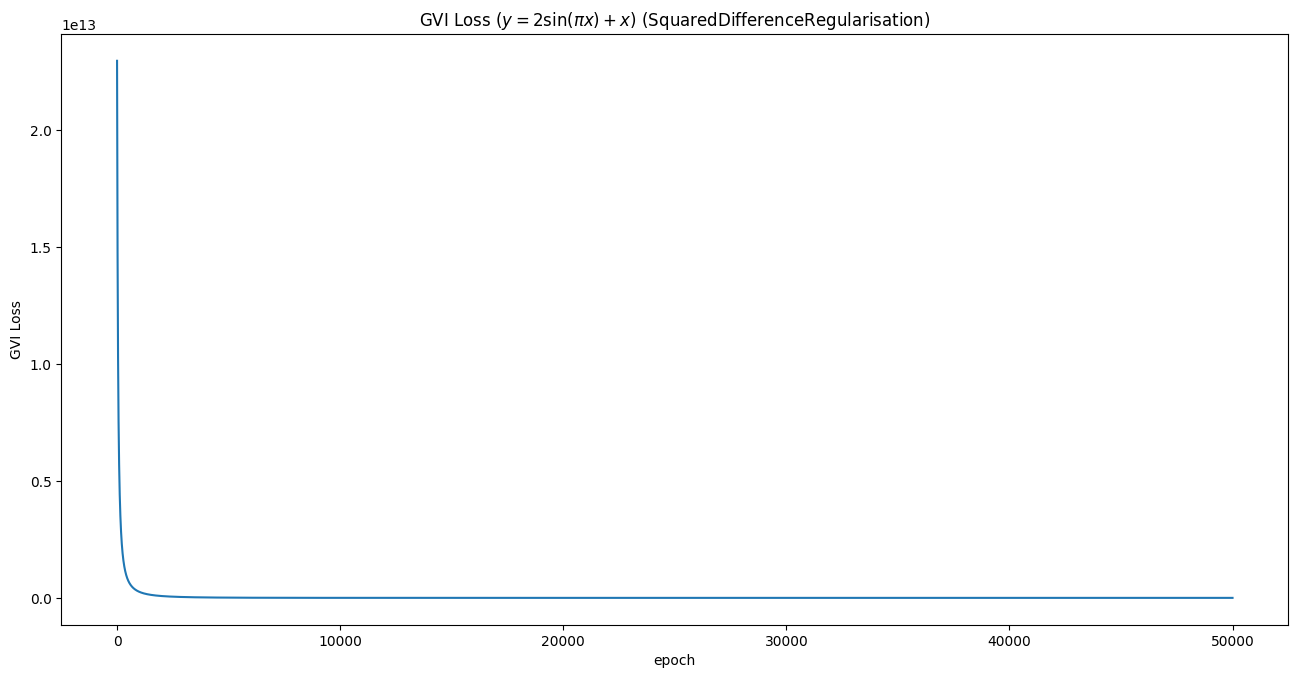 GVI Loss (y = 2sin(πx) + x) (SquaredDifferenceRegularisation)
1e13
2.0
1.5
1.0
0.5
0.0
GVI Loss
0 10000 20000 30000 40000 50000
epoch